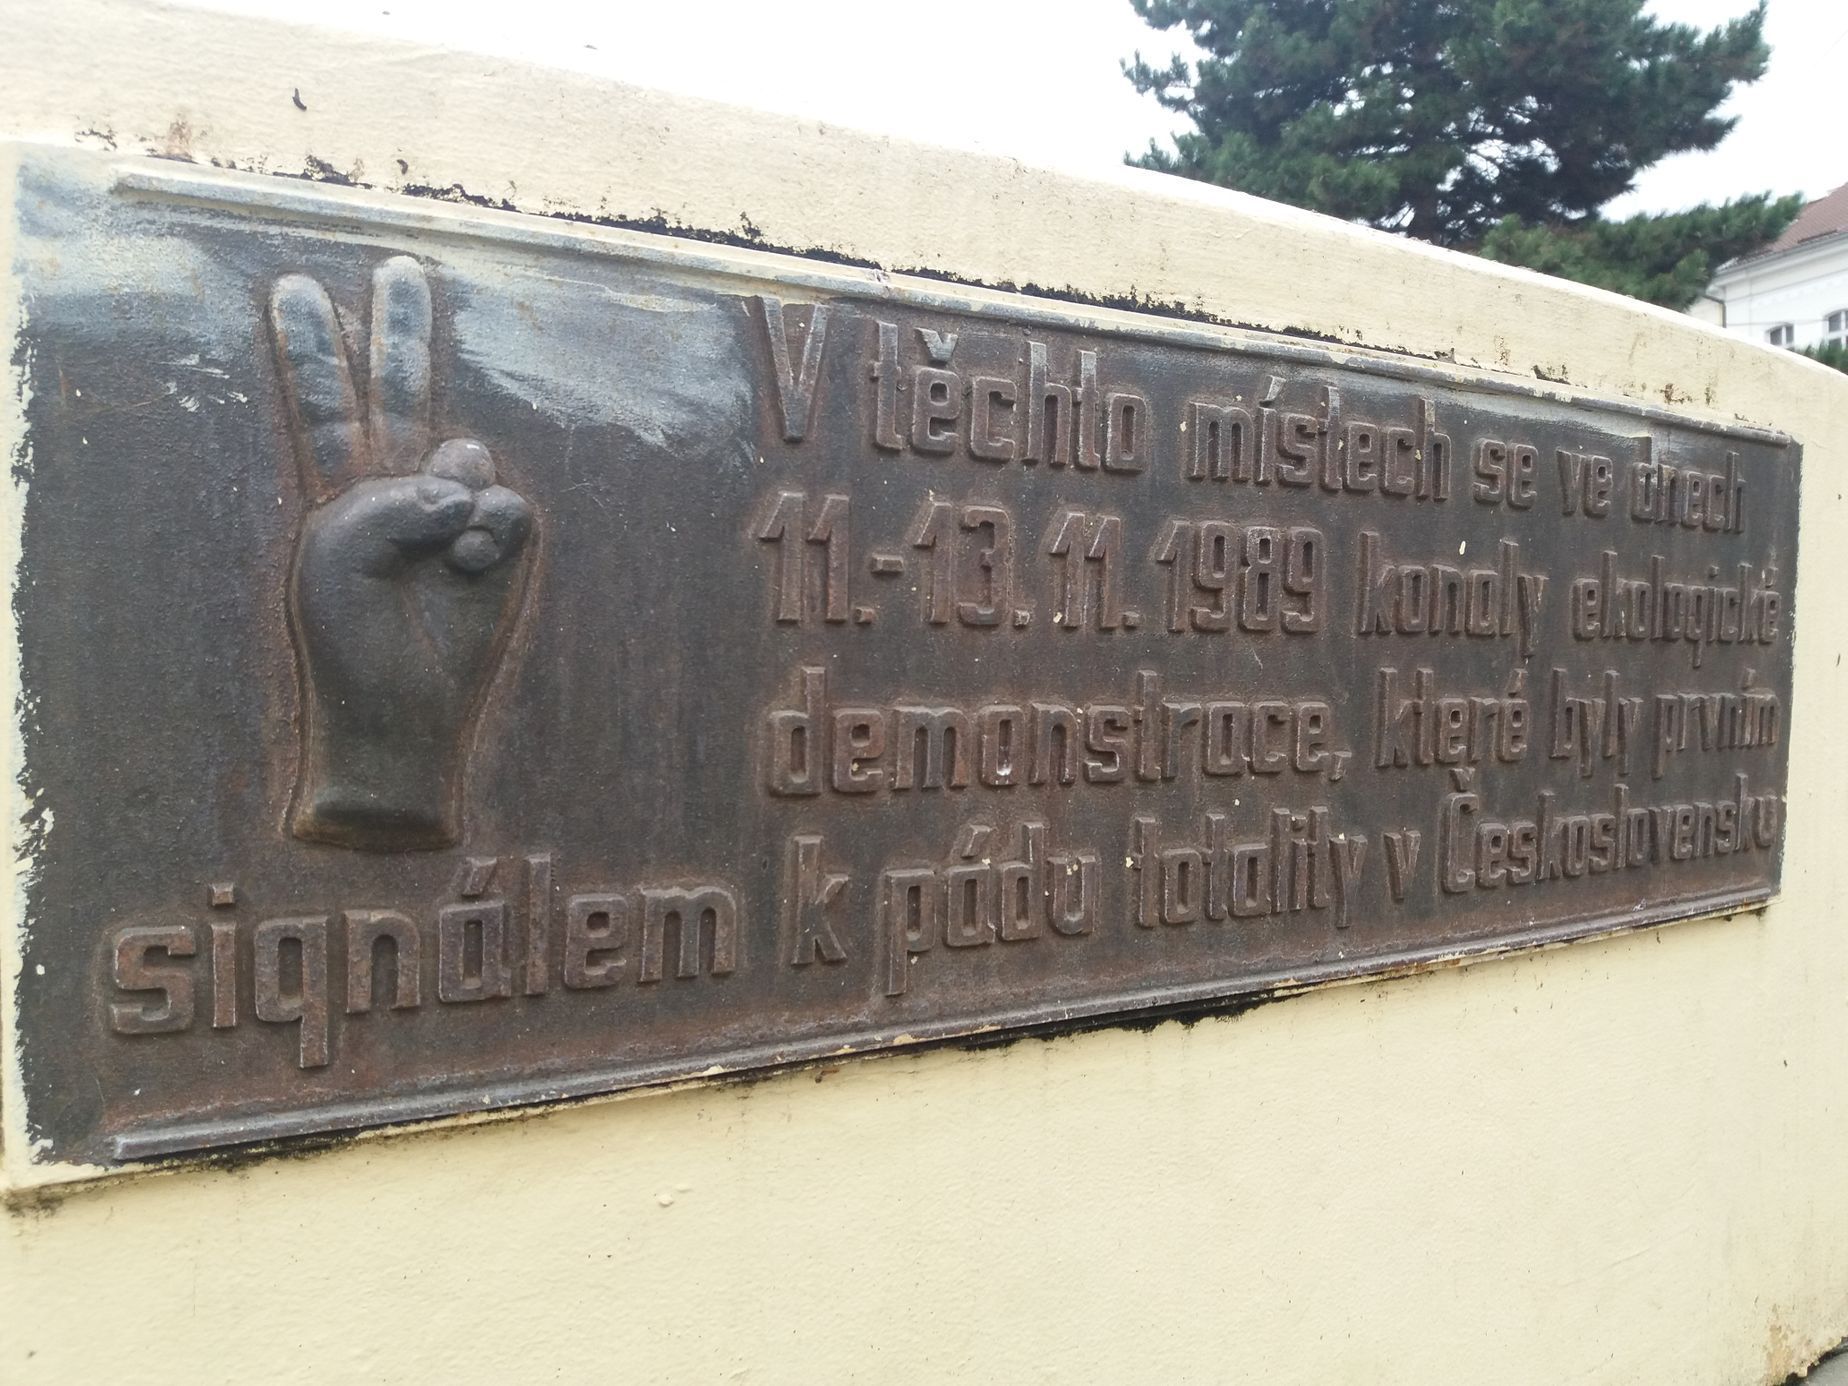 V těchto místech se ve dnech
11.-13.11.1989 konaly ekologické
demonstrace, které byly prvním
signálem k pádu totality v Československu